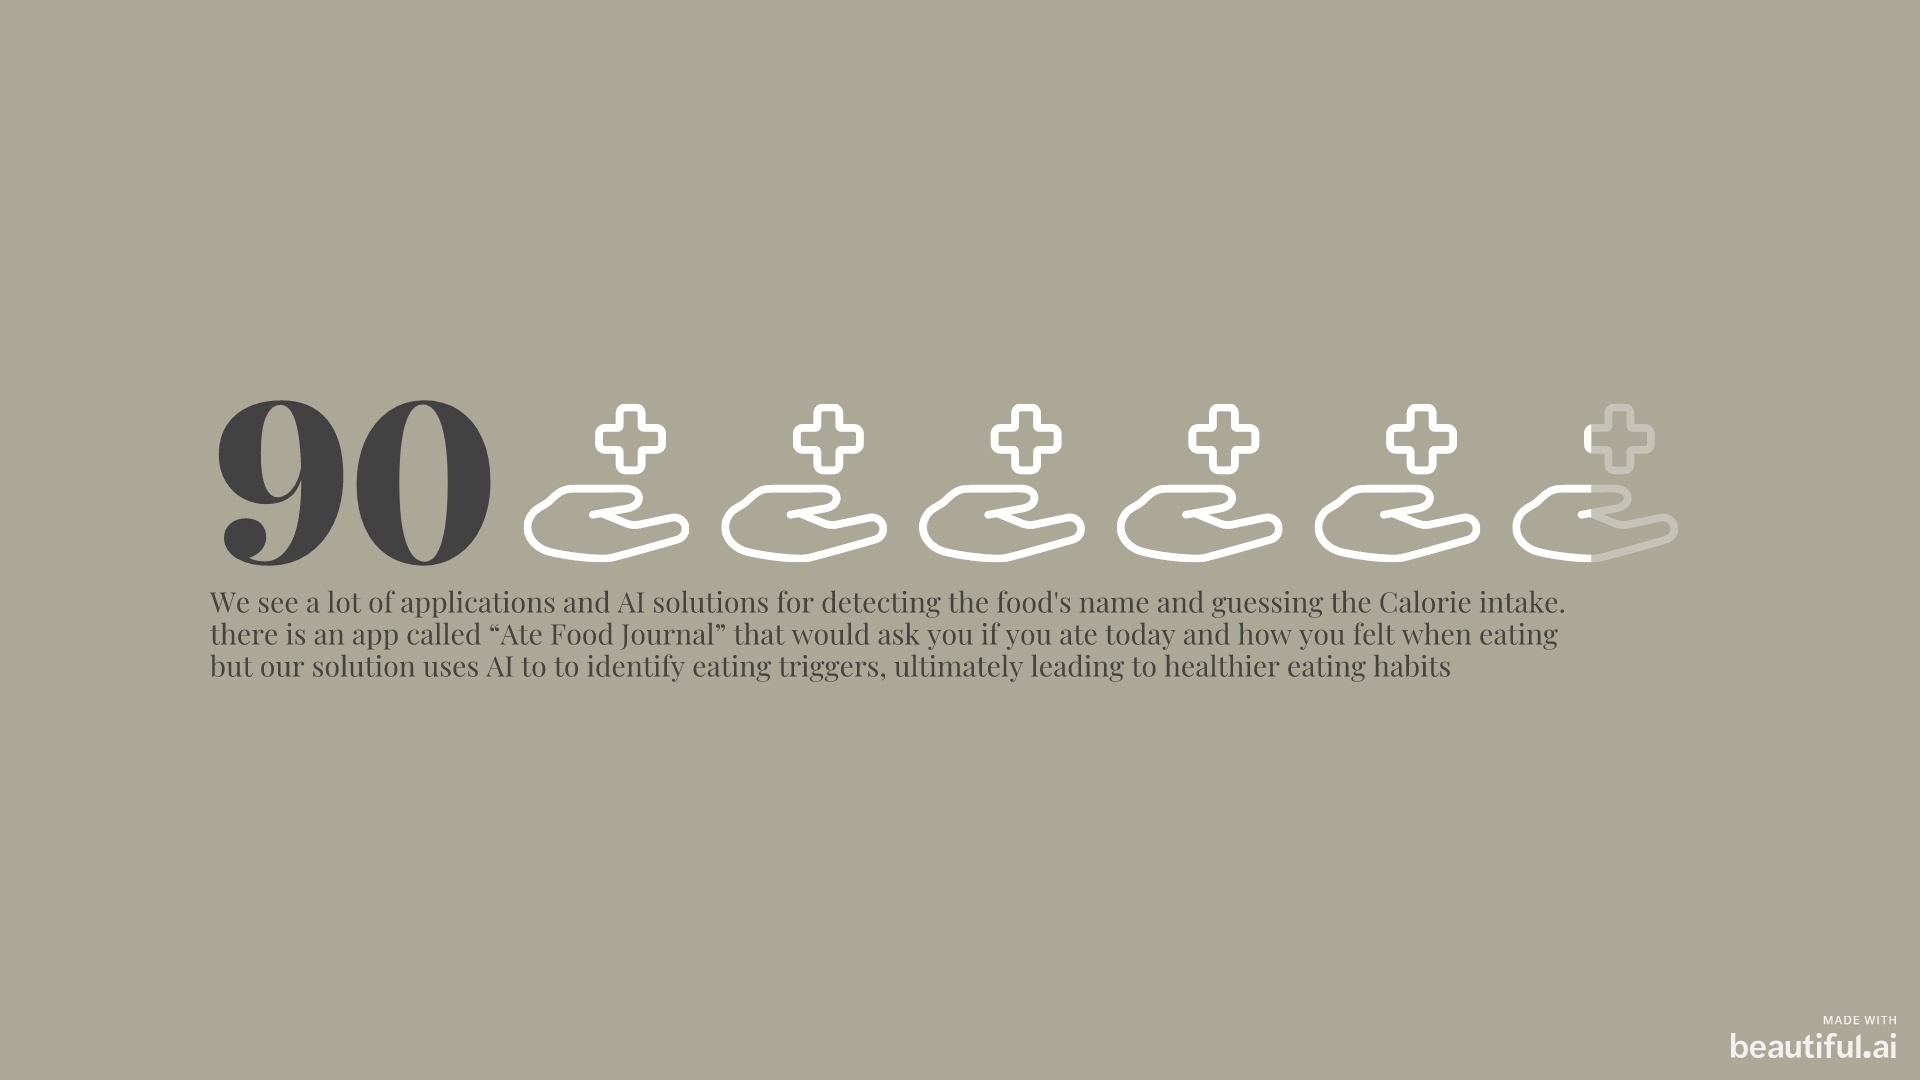 90
We see a lot of applications and AI solutions for detecting the food's name and guessing the Calorie intake.
there is an app called “Ate Food Journal” that would ask you if you ate today and how you felt when eating
but our solution uses AI to to identify eating triggers, ultimately leading to healthier eating habits
MADE WITH
beautiful.ai